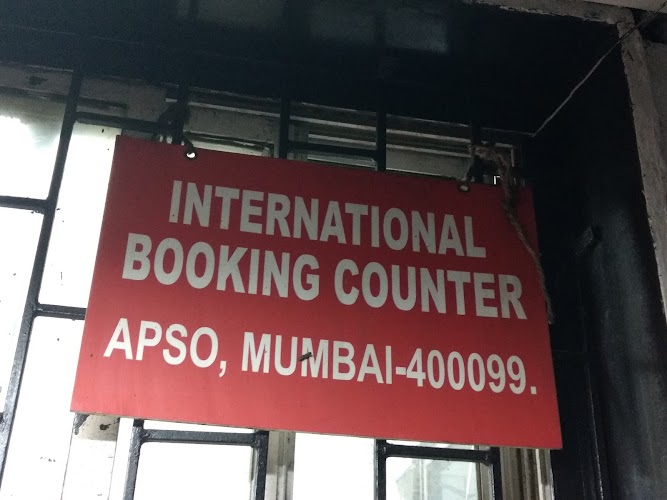 INTERNATIONAL
BOOKING COUNTER
APSO, MUMBAI-400099.